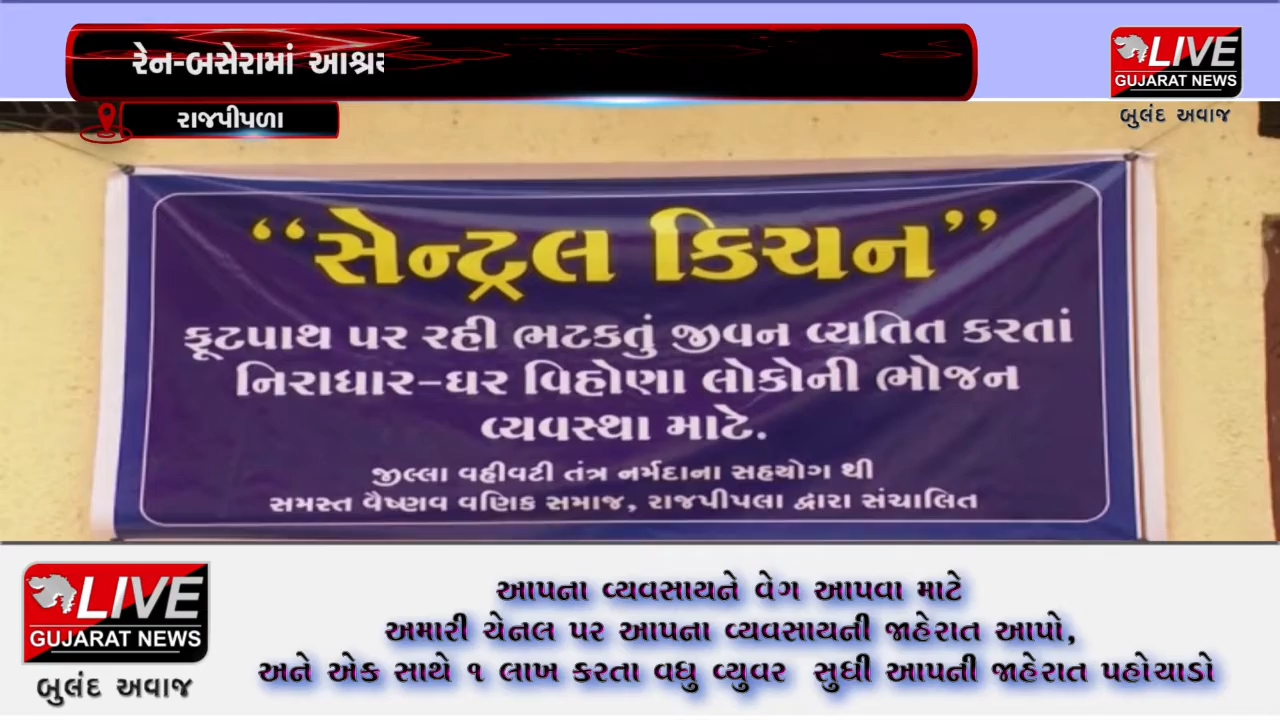 રેન-બસેરામાં
LIVE
GUJARAT NEWS
બુલંદ અવાજ
રાજપીપળા
“સેન્ટ્રલ કિચન”
ફૂટપાથ પર રહી ભટકતું જીવન વ્યતિત કરતાં
નિરાધાર-ઘર વિહોણા લોકોની ભોજન
વ્યવસ્થા માટે.
જીલ્લા વહીવટી તંત્ર નર્મદાના સહયોગ થી
સમસ્ત વૈષ્ણવ વણિક સમાજ, રાજપીપલા દ્વારા સંચાલિત
LIVE
GUJARAT NEWS
બુલંદ અવાજ
આપના વ્યવસાયને વેગ આપવા માટે
અમારી ચેનલ પર આપના વ્યવસાયની જાહેરાત આપો,
અને એક સાથે ૧ લાખ કરતા વધુ વ્યુવર સુધી આપની જાહેરાત પહોચાડો